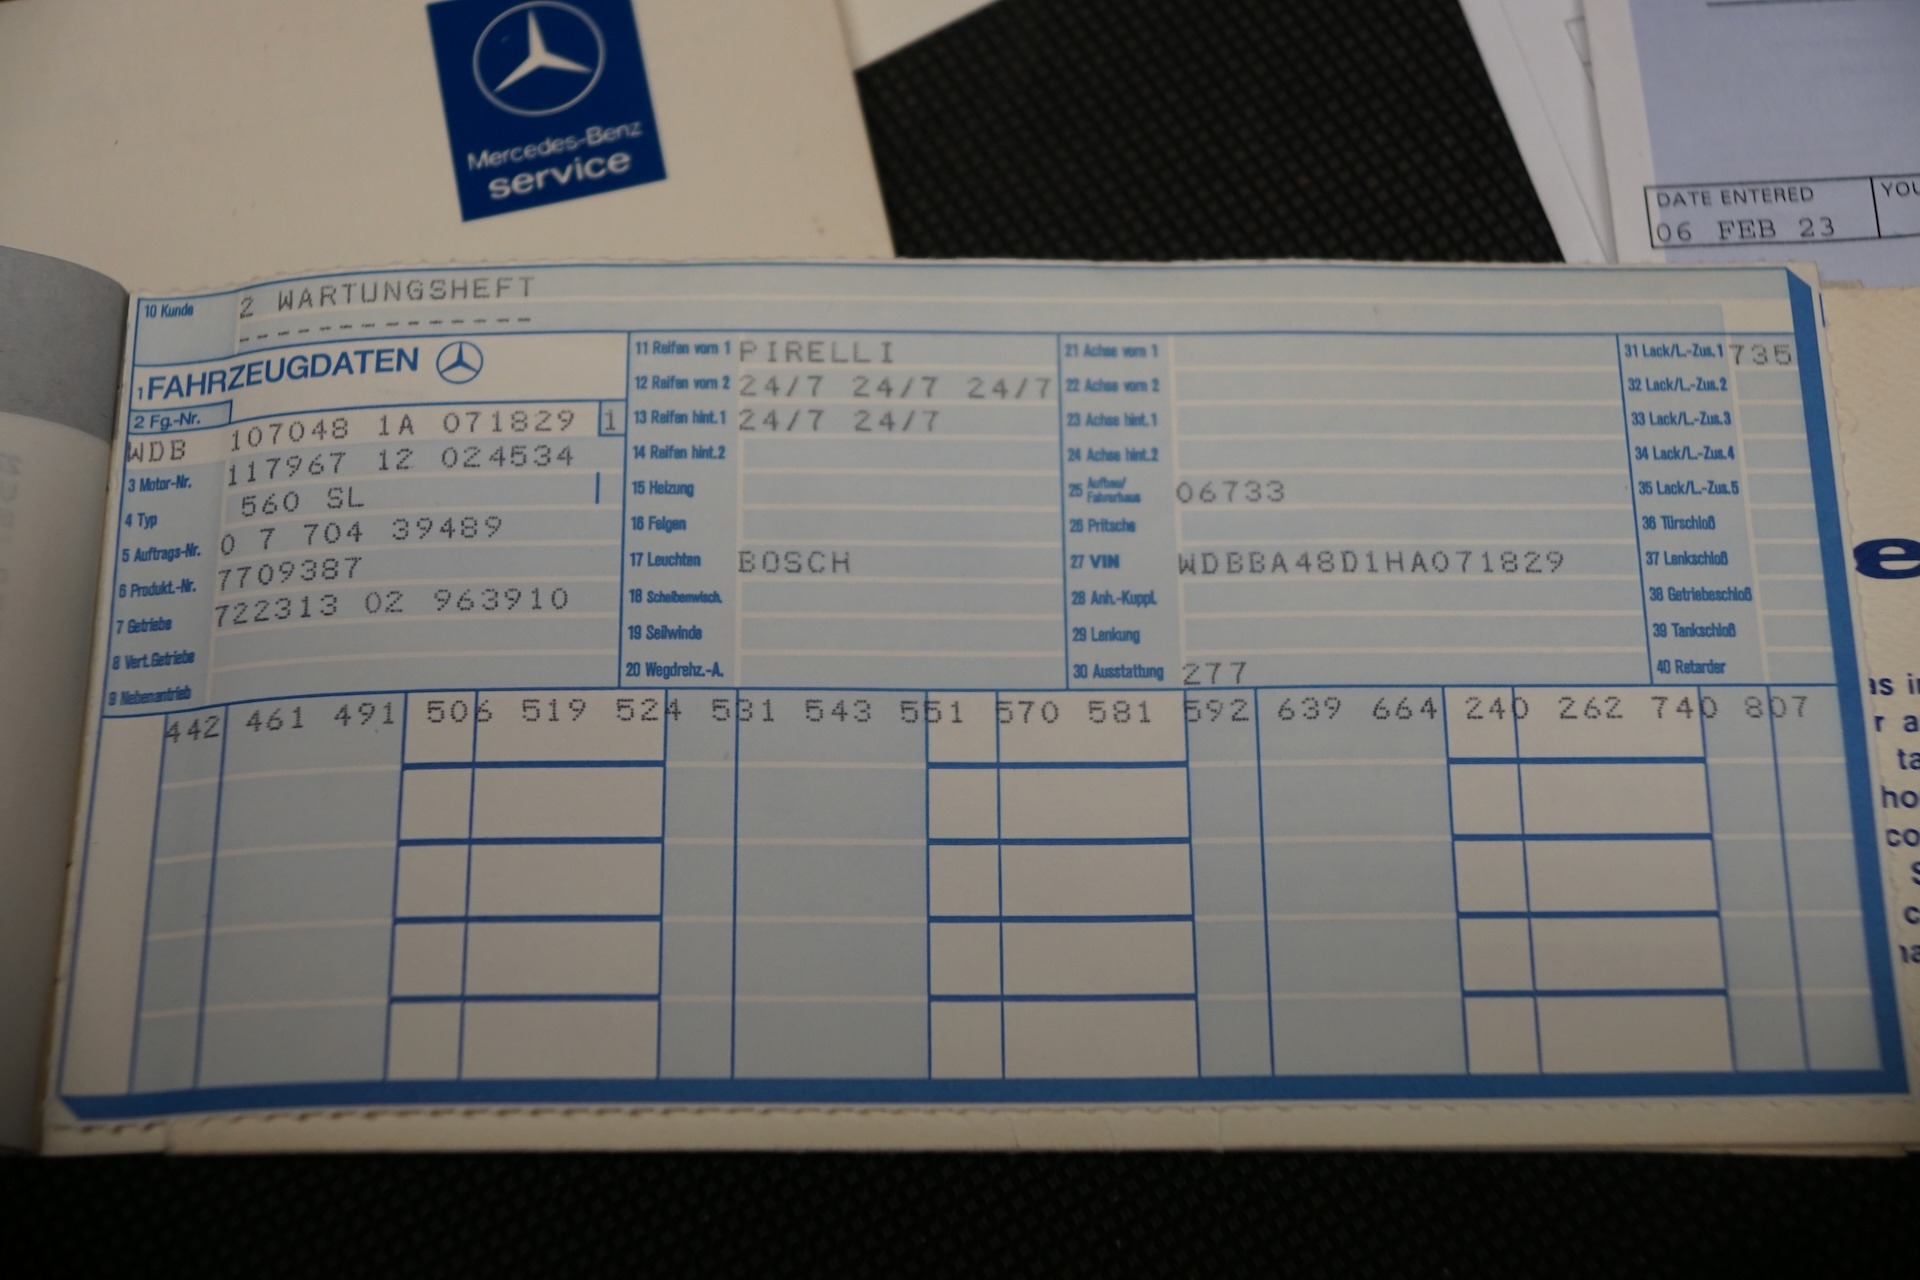 Mercedes-Benz
service
DATE ENTERED
06 FEB 23
10 Kunde 2 WARTUNGSHEFT
--------------
1 FAHRZEUGDATEN
2 Fg.-Nr.
WDB 107048 1A 071829 1
3 Motor-Nr. 117967 12 024534
4 Typ 560 SL
5 Auftrags-Nr. 0 7 704 39489
6 Produkt.-Nr. 7709387
7 Getriebe 722313 02 963910
8 Vert.Getriebe
9 Nebenantrieb
11 Reifen vorn 1 PIRELLI
12 Reifen vorn 2 24/7 24/7 24/7
13 Reifen hint.1 24/7 24/7
14 Reifen hint.2
15 Heizung
16 Felgen
17 Leuchten BOSCH
18 Scheibenwisch.
19 Seilwinde
20 Wegdrehz.-A.
21 Achse vorn 1
22 Achse vorn 2
23 Achse hint.1
24 Achse hint.2
25 Aufbau/Fahrerhaus 06733
26 Pritsche
27 VIN WDBBA48D1HA071829
28 Anh.-Kuppl.
29 Lenkung
30 Ausstattung 277
31 Lack/L.-Zus.1 735
32 Lack/L.-Zus.2
33 Lack/L.-Zus.3
34 Lack/L.-Zus.4
35 Lack/L.-Zus.5
36 Türschloß
37 Lenkschloß
38 Getriebeschloß
39 Tankschloß
40 Retarder
442 461 491 506 519 524 531 543 551 570 581 592 639 664 240 262 740 807